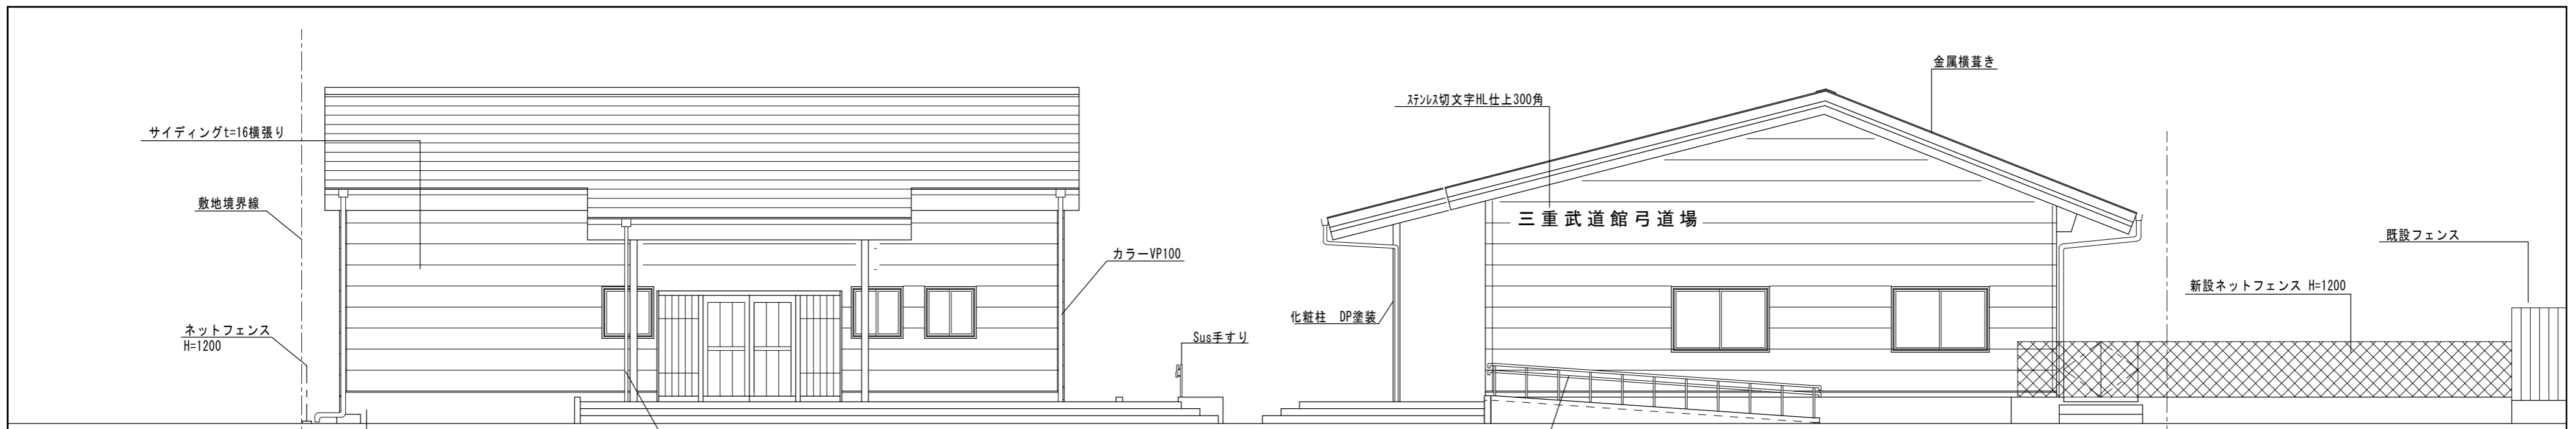 サイディングt=16横張り
敷地境界線
ネットフェンス
H=1200
カラーVP100
Sus手すり
ステンレス切文字HL仕上300角
金属横葺き
三重武道館弓道場
化粧柱 DP塗装
既設フェンス
新設ネットフェンス H=1200